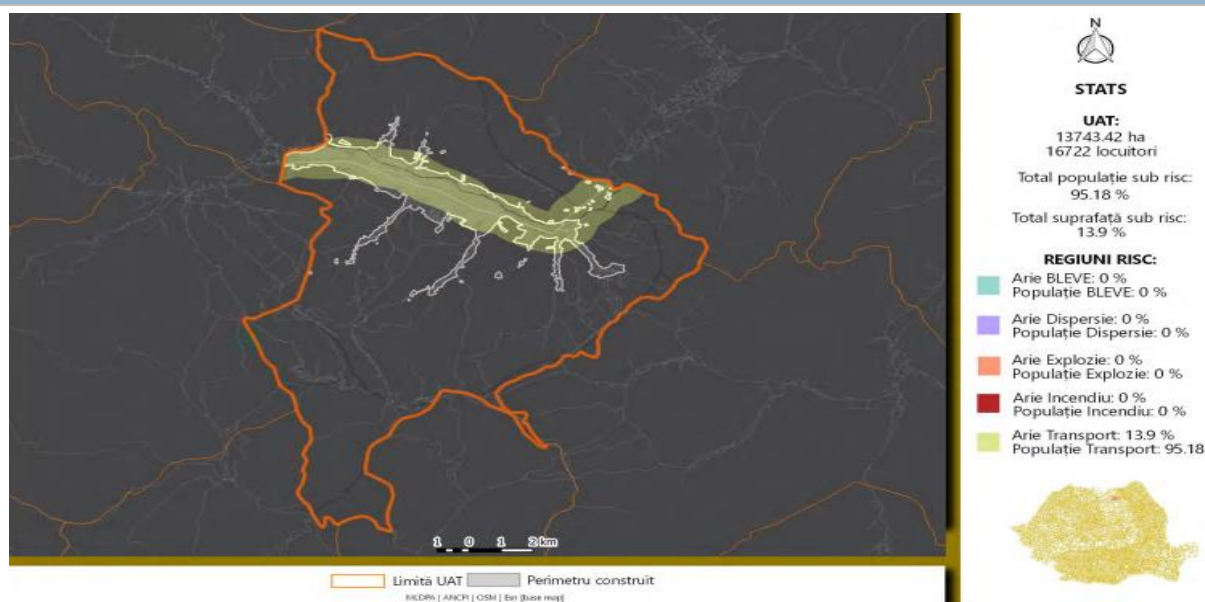 N
STATS
UAT:
13743.42 ha
16722 locuitori
Total populație sub risc:
95.18 %
Total suprafață sub risc:
13.9 %
REGIUNI RISC:
Arie BLEVE: 0 %
Populație BLEVE: 0 %
Arie Dispersie: 0 %
Populație Dispersie: 0 %
Arie Explozie: 0 %
Populație Explozie: 0 %
Arie Incendiu: 0 %
Populație Incendiu: 0 %
Arie Transport: 13.9 %
Populație Transport: 95.18
1 0 1 2 km
Limită UAT Perimetru construit
MLDPA | ANCPI | OSM | Esri [base map]